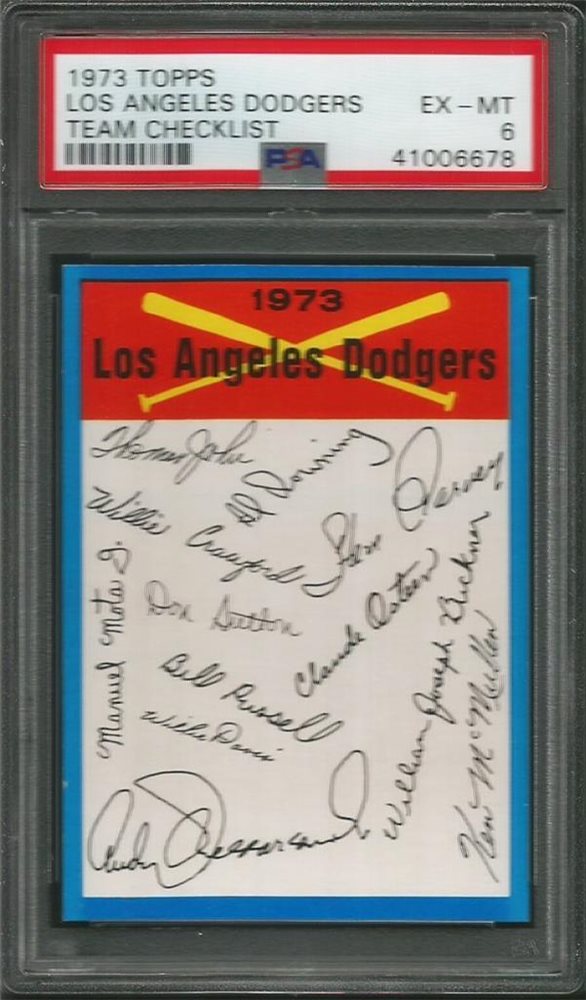 1973 TOPPS
LOS ANGELES DODGERS EX-MT
TEAM CHECKLIST 6
PSA 41006678
1973
Los Angeles Dodgers
Thomas John
Al Downing
Steve Garvey
Willie Crawford
Manuel Mota G.
Don Sutton
Claude Osteen
William Joseph Buckner
Bill Russell
Willie Davis
Ken McMullen
Andy Messersmith